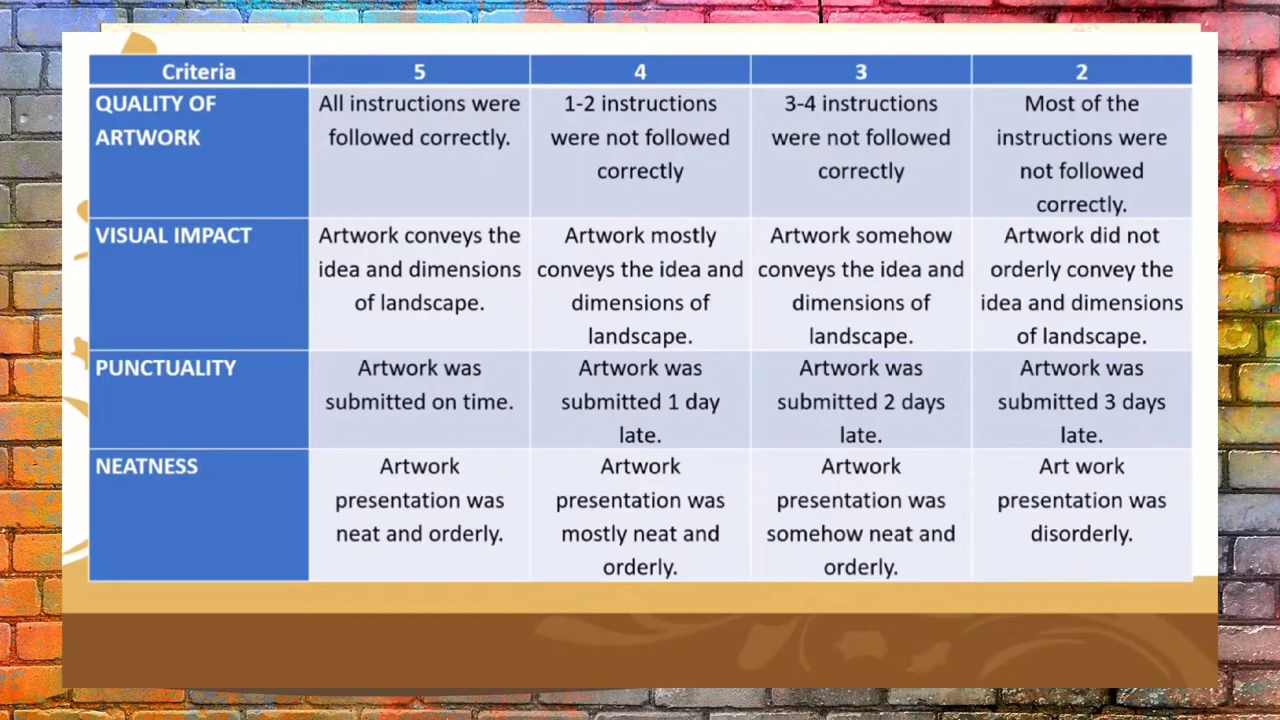 Criteria 5 4 3 2
QUALITY OF
ARTWORK
All instructions were
followed correctly.
1-2 instructions
were not followed
correctly
3-4 instructions
were not followed
correctly
Most of the
instructions were
not followed
correctly.
VISUAL IMPACT
Artwork conveys the
idea and dimensions
of landscape.
Artwork mostly
conveys the idea and
dimensions of
landscape.
Artwork somehow
conveys the idea and
dimensions of
landscape.
Artwork did not
orderly convey the
idea and dimensions
of landscape.
PUNCTUALITY
Artwork was
submitted on time.
Artwork was
submitted 1 day
late.
Artwork was
submitted 2 days
late.
Artwork was
submitted 3 days
late.
NEATNESS
Artwork
presentation was
neat and orderly.
Artwork
presentation was
mostly neat and
orderly.
Artwork
presentation was
somehow neat and
orderly.
Art work
presentation was
disorderly.